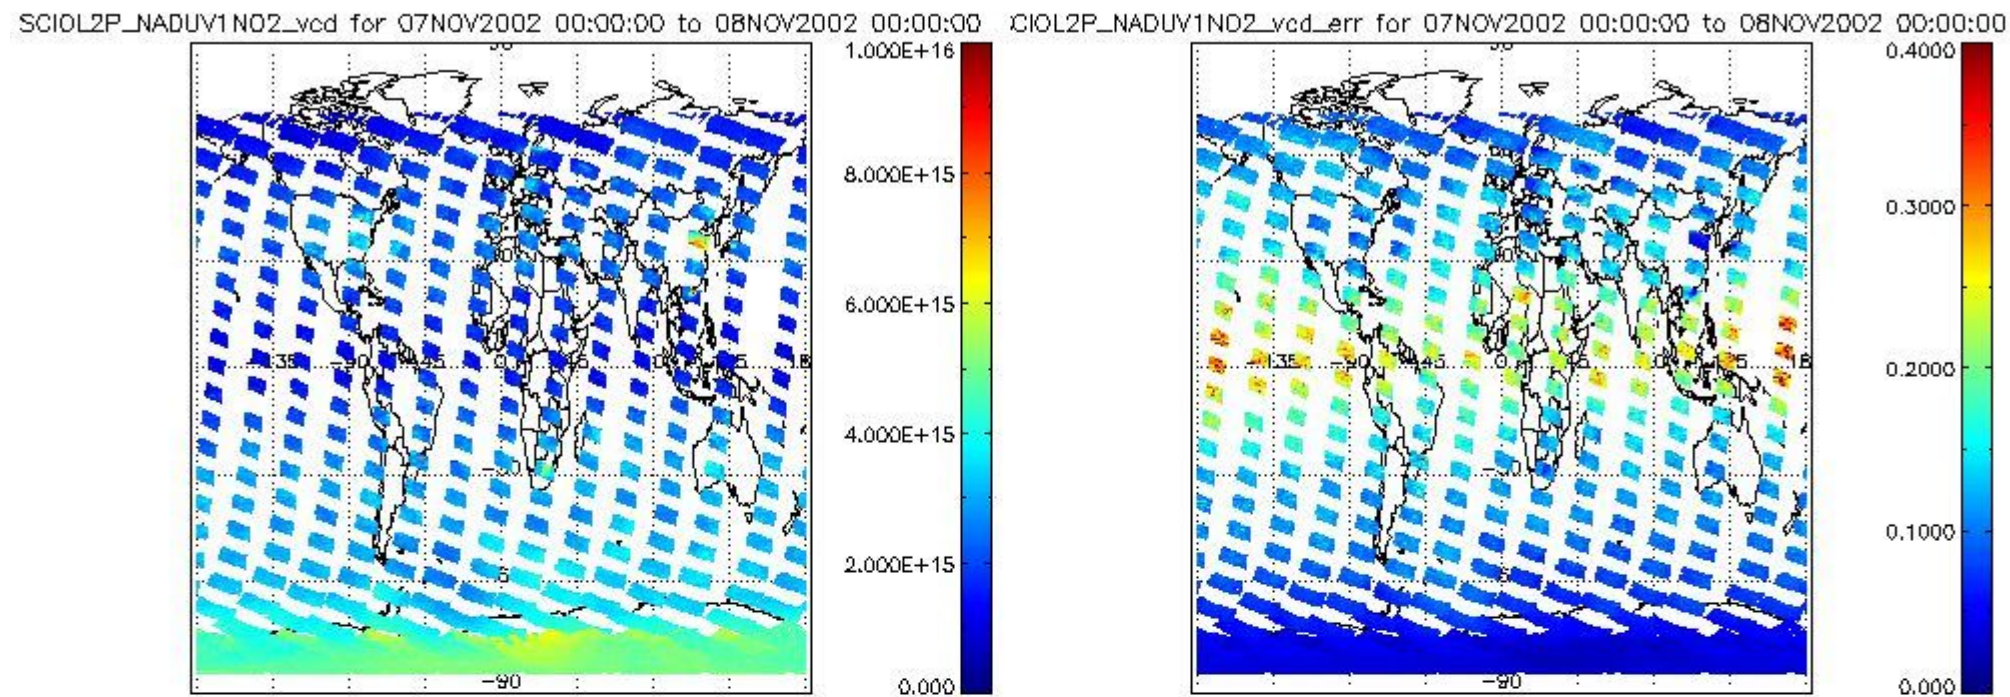 SCIOL2P_NADUV1NO2_vcd for 07NOV2002 00:00:00 to 08NOV2002 00:00:00
1.000E+16
8.000E+15
6.000E+15
4.000E+15
2.000E+15
0.000
-90
CIOL2P_NADUV1NO2_vcd_err for 07NOV2002 00:00:00 to 08NOV2002 00:00:00
0.4000
0.3000
0.2000
0.1000
0.000
-90